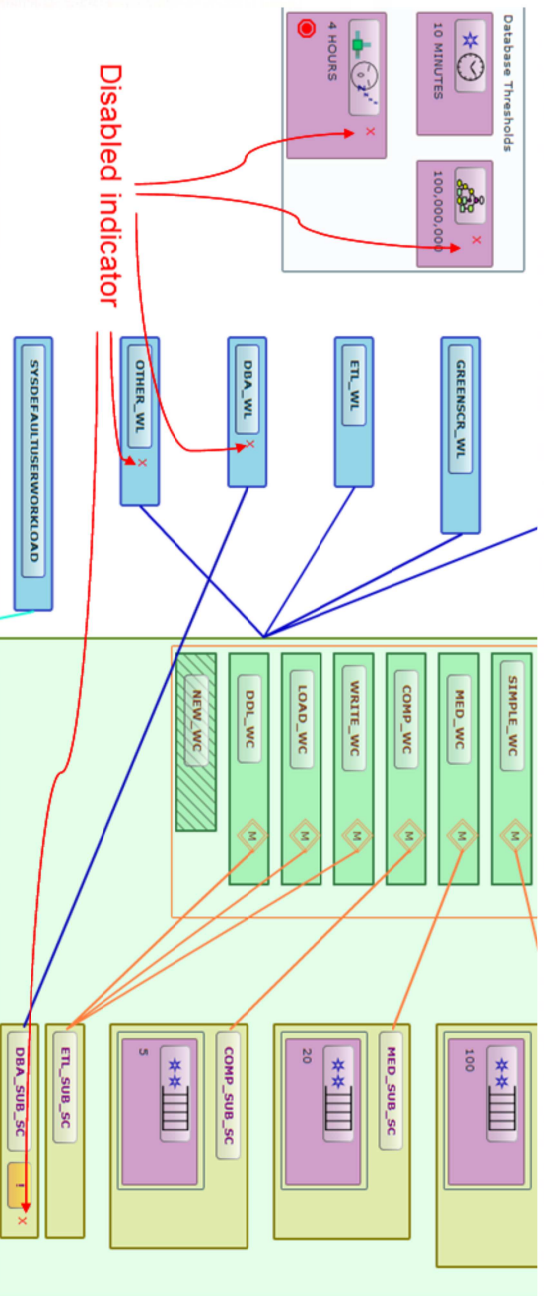 Database Thresholds
10 MINUTES
100,000,000
X
4 HOURS
X
Disabled indicator
GREENSCR_WL
ETL_WL
DBA_WL
X
OTHER_WL
X
SYSDEFAULTUSERWORKLOAD
SIMPLE_WC
M
MED_WC
M
COMP_WC
M
WRITE_WC
M
LOAD_WC
M
DDL_WC
M
NEW_WC
100
MED_SUB_SC
20
COMP_SUB_SC
5
ETL_SUB_SC
DBA_SUB_SC
!
X